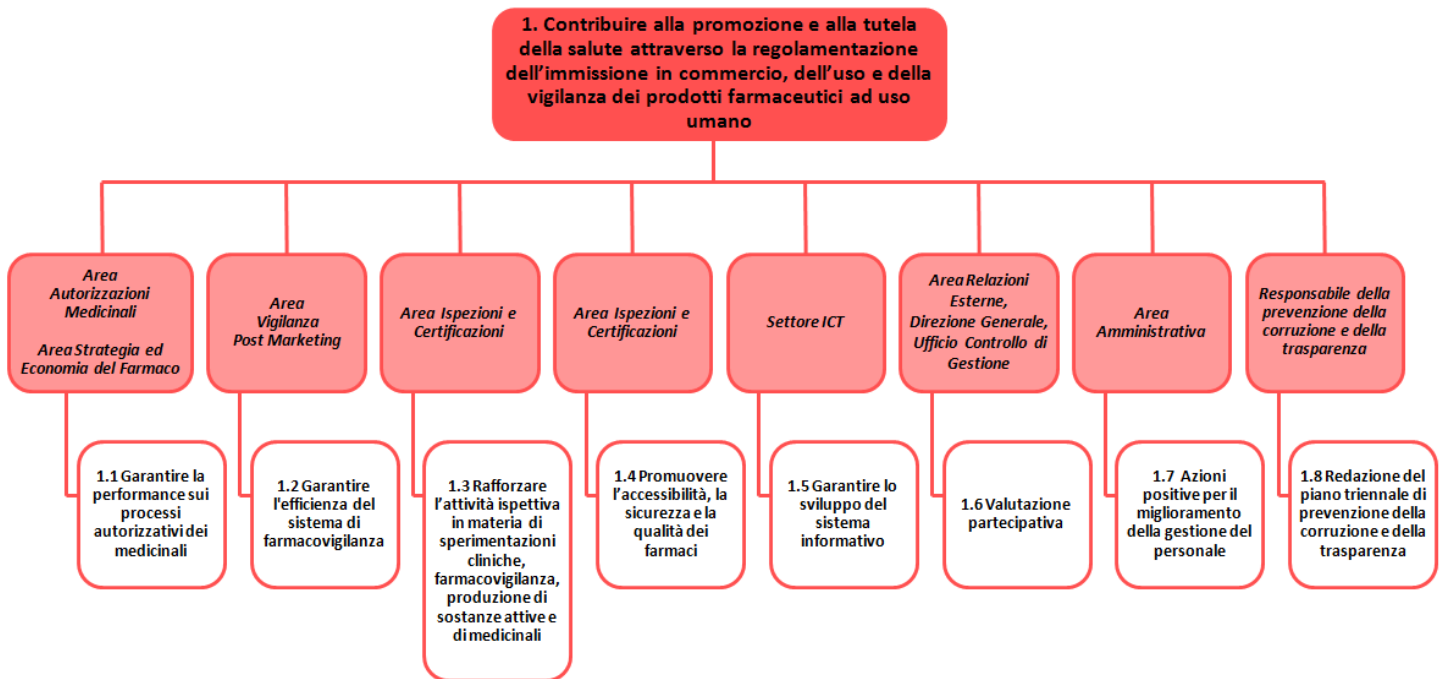 1. Contribuire alla promozione e alla tutela
della salute attraverso la regolamentazione
dell’immissione in commercio, dell’uso e della
vigilanza dei prodotti farmaceutici ad uso
umano
Area
Autorizzazioni
Medicinali
Area Strategia ed
Economia del Farmaco
Area
Vigilanza
Post Marketing
Area Ispezioni e
Certificazioni
Area Ispezioni e
Certificazioni
Settore ICT
Area Relazioni
Esterne,
Direzione Generale,
Ufficio Controllo di
Gestione
Area
Amministrativa
Responsabile della
prevenzione della
corruzione e della
trasparenza
1.1 Garantire la
performance sui
processi
autorizzativi dei
medicinali
1.2 Garantire
l'efficienza del
sistema di
farmacovigilanza
1.3 Rafforzare
l’attività ispettiva
in materia di
sperimentazioni
cliniche,
farmacovigilanza,
produzione di
sostanze attive e
di medicinali
1.4 Promuovere
l’accessibilità, la
sicurezza e la
qualità dei
farmaci
1.5 Garantire lo
sviluppo del
sistema
informativo
1.6 Valutazione
partecipativa
1.7 Azioni
positive per il
miglioramento
della gestione del
personale
1.8 Redazione del
piano triennale di
prevenzione della
corruzione e della
trasparenza